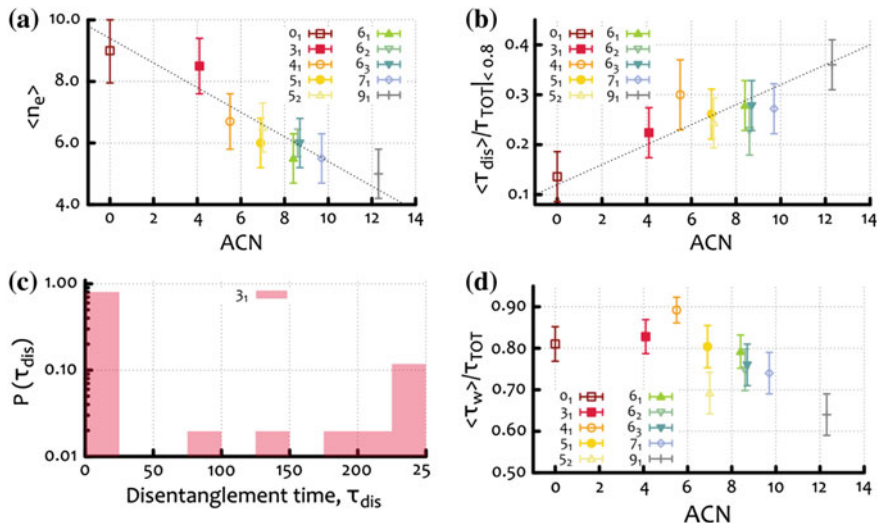 (a)
10.0
8.0
6.0
4.0
<n_e>
0 2 4 6 8 10 12 14
ACN
0₁ 6₁
3₁ 6₂
4₁ 6₃
5₁ 7₁
5₂ 9₁
(b)
0.4
0.3
0.2
0.1
<τ_dis>/τ_TOT|<0.8
0 2 4 6 8 10 12 14
ACN
0₁ 6₁
3₁ 6₂
4₁ 6₃
5₁ 7₁
5₂ 9₁
(c)
1.00
0.10
0.01
P(τ_dis)
3₁
0 50 100 150 200 25
Disentanglement time, τ_dis
(d)
0.90
0.80
0.70
0.60
0.50
<τ_w>/τ_TOT
0₁ 6₁
3₁ 6₂
4₁ 6₃
5₁ 7₁
5₂ 9₁
0 2 4 6 8 10 12 14
ACN